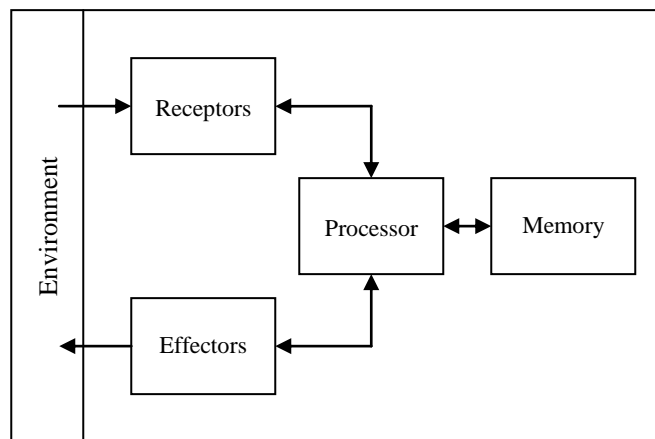 Environment
Receptors
Processor
Memory
Effectors